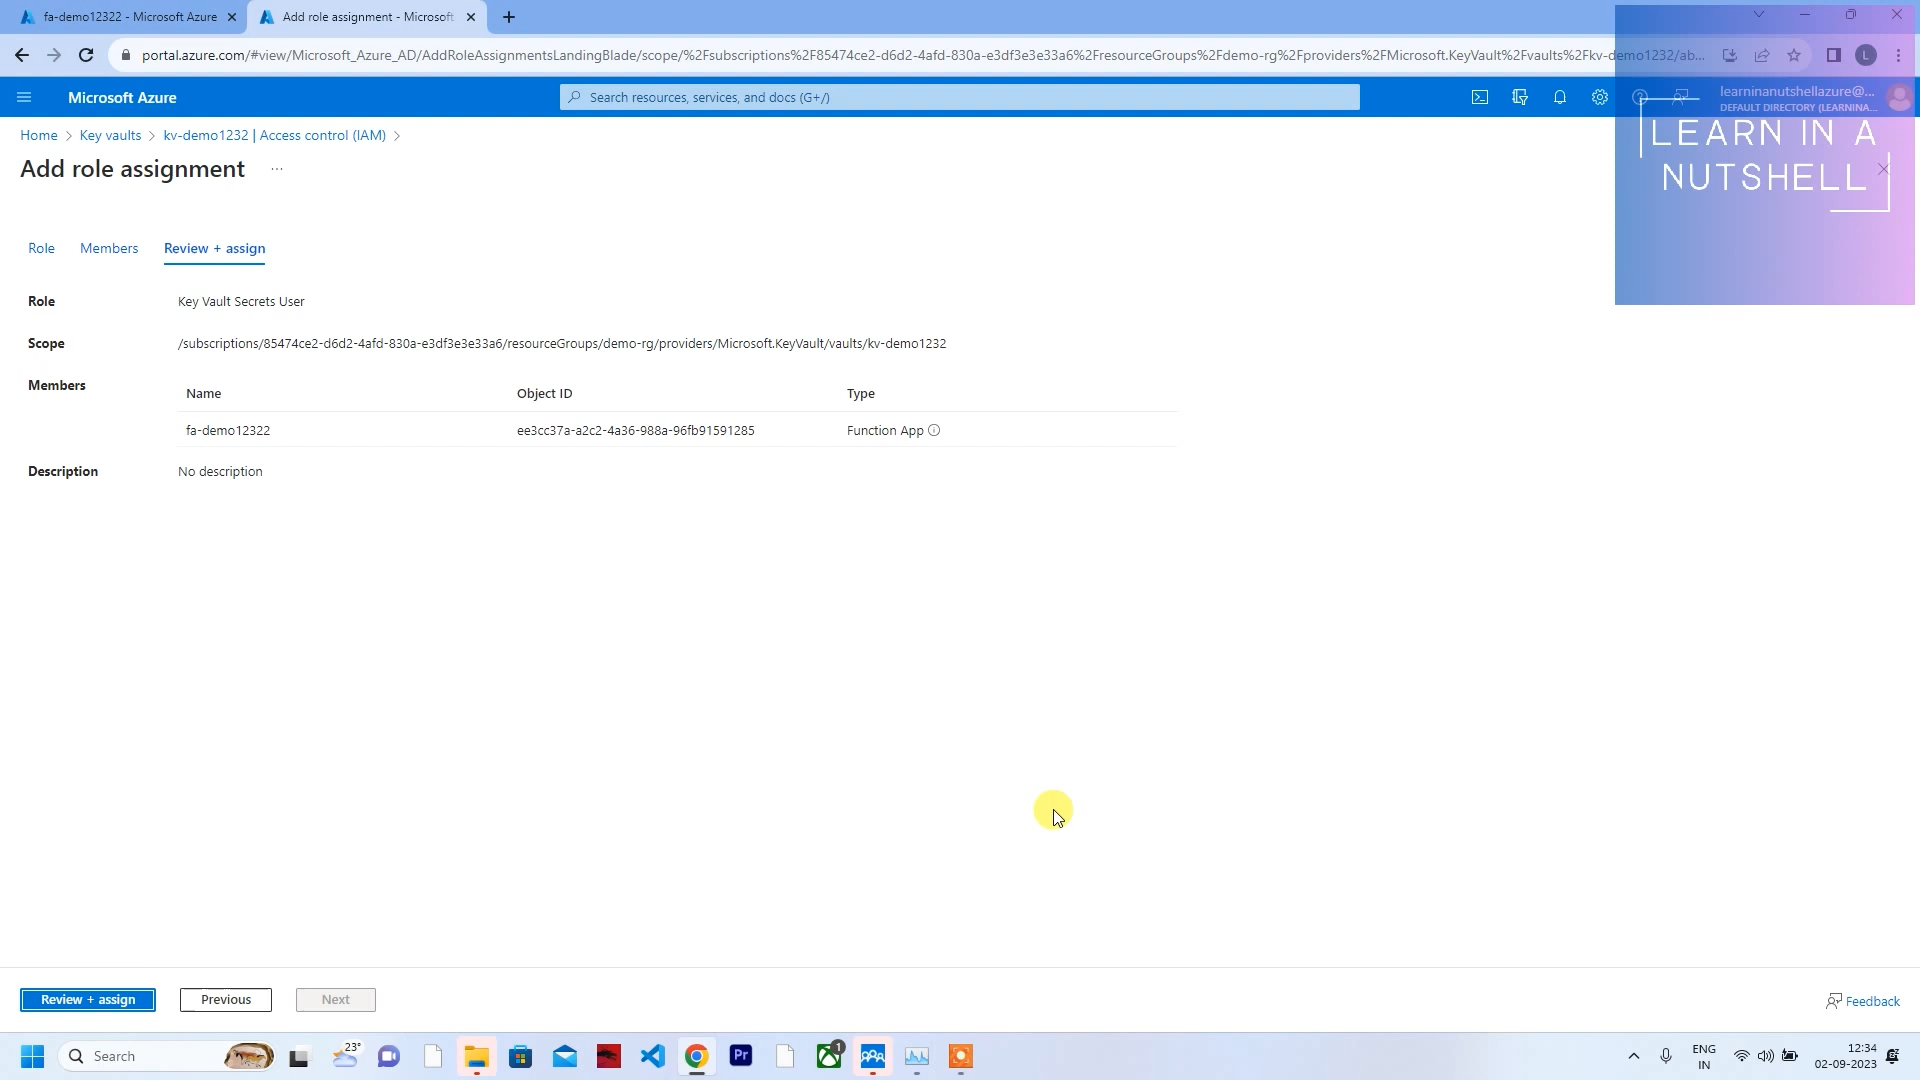 fa-demo12322 - Microsoft Azure
Add role assignment - Microsoft
portal.azure.com/#view/Microsoft_Azure_AD/AddRoleAssignmentsLandingBlade/scope/%2Fsubscriptions%2F85474ce2-d6d2-4afd-830a-e3df3e3e33a6%2FresourceGroups%2Fdemo-rg%2Fproviders%2FMicrosoft.KeyVault%2Fvaults%2Fkv-demo1232/ab...
L
Microsoft Azure
Search resources, services, and docs (G+/)
learninanutshellazure@...
DEFAULT DIRECTORY (LEARNINA...
LEARN IN A
NUTSHELL
Home > Key vaults > kv-demo1232 | Access control (IAM) >
Add role assignment ...
Role Members Review + assign
Role Key Vault Secrets User
Scope /subscriptions/85474ce2-d6d2-4afd-830a-e3df3e3e33a6/resourceGroups/demo-rg/providers/Microsoft.KeyVault/vaults/kv-demo1232
Members
Name Object ID Type
fa-demo12322 ee3cc37a-a2c2-4a36-988a-96fb91591285 Function App
Description No description
Review + assign Previous Next
Feedback
Search
23°
Pr
1
ENG
IN
12:34
02-09-2023